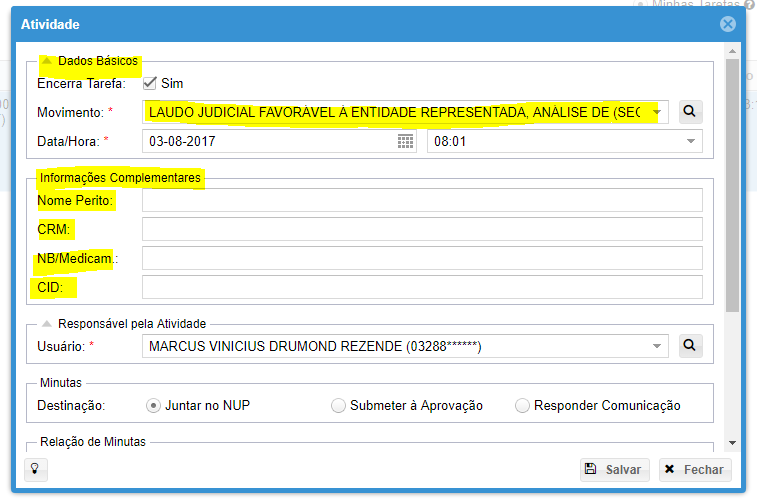 Minhas Tarefas
Atividade
Dados Básicos
Encerra Tarefa: Sim
Movimento: * LAUDO JUDICIAL FAVORÁVEL À ENTIDADE REPRESENTADA, ANÁLISE DE (SEC
Data/Hora: * 03-08-2017 08:01
Informações Complementares
Nome Perito:
CRM:
NB/Medicam.:
CID:
Responsável pela Atividade
Usuário: * MARCUS VINICIUS DRUMOND REZENDE (03288******)
Minutas
Destinação: Juntar no NUP Submeter à Aprovação Responder Comunicação
Relação de Minutas
Salvar Fechar